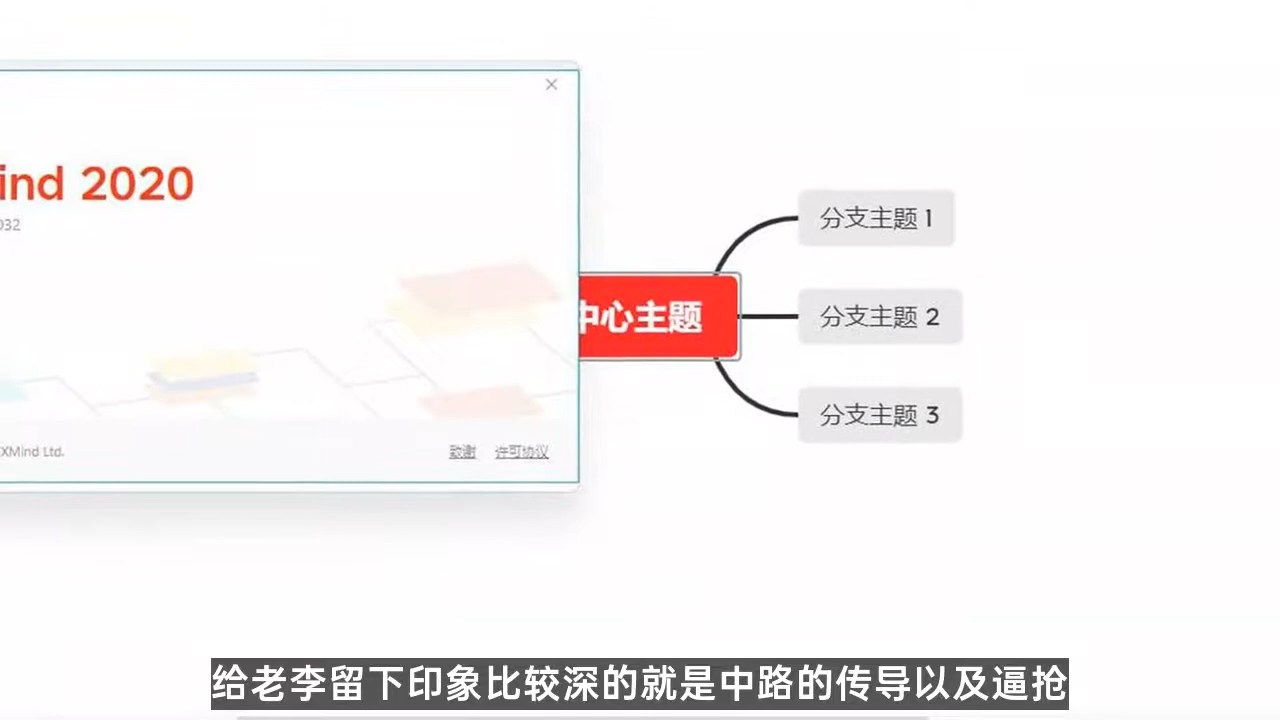 ind 2020
032
分支主题 1
中心主题
分支主题 2
分支主题 3
XMind Ltd.
致谢 许可协议
给老李留下印象比较深的就是中路的传导以及逼抢